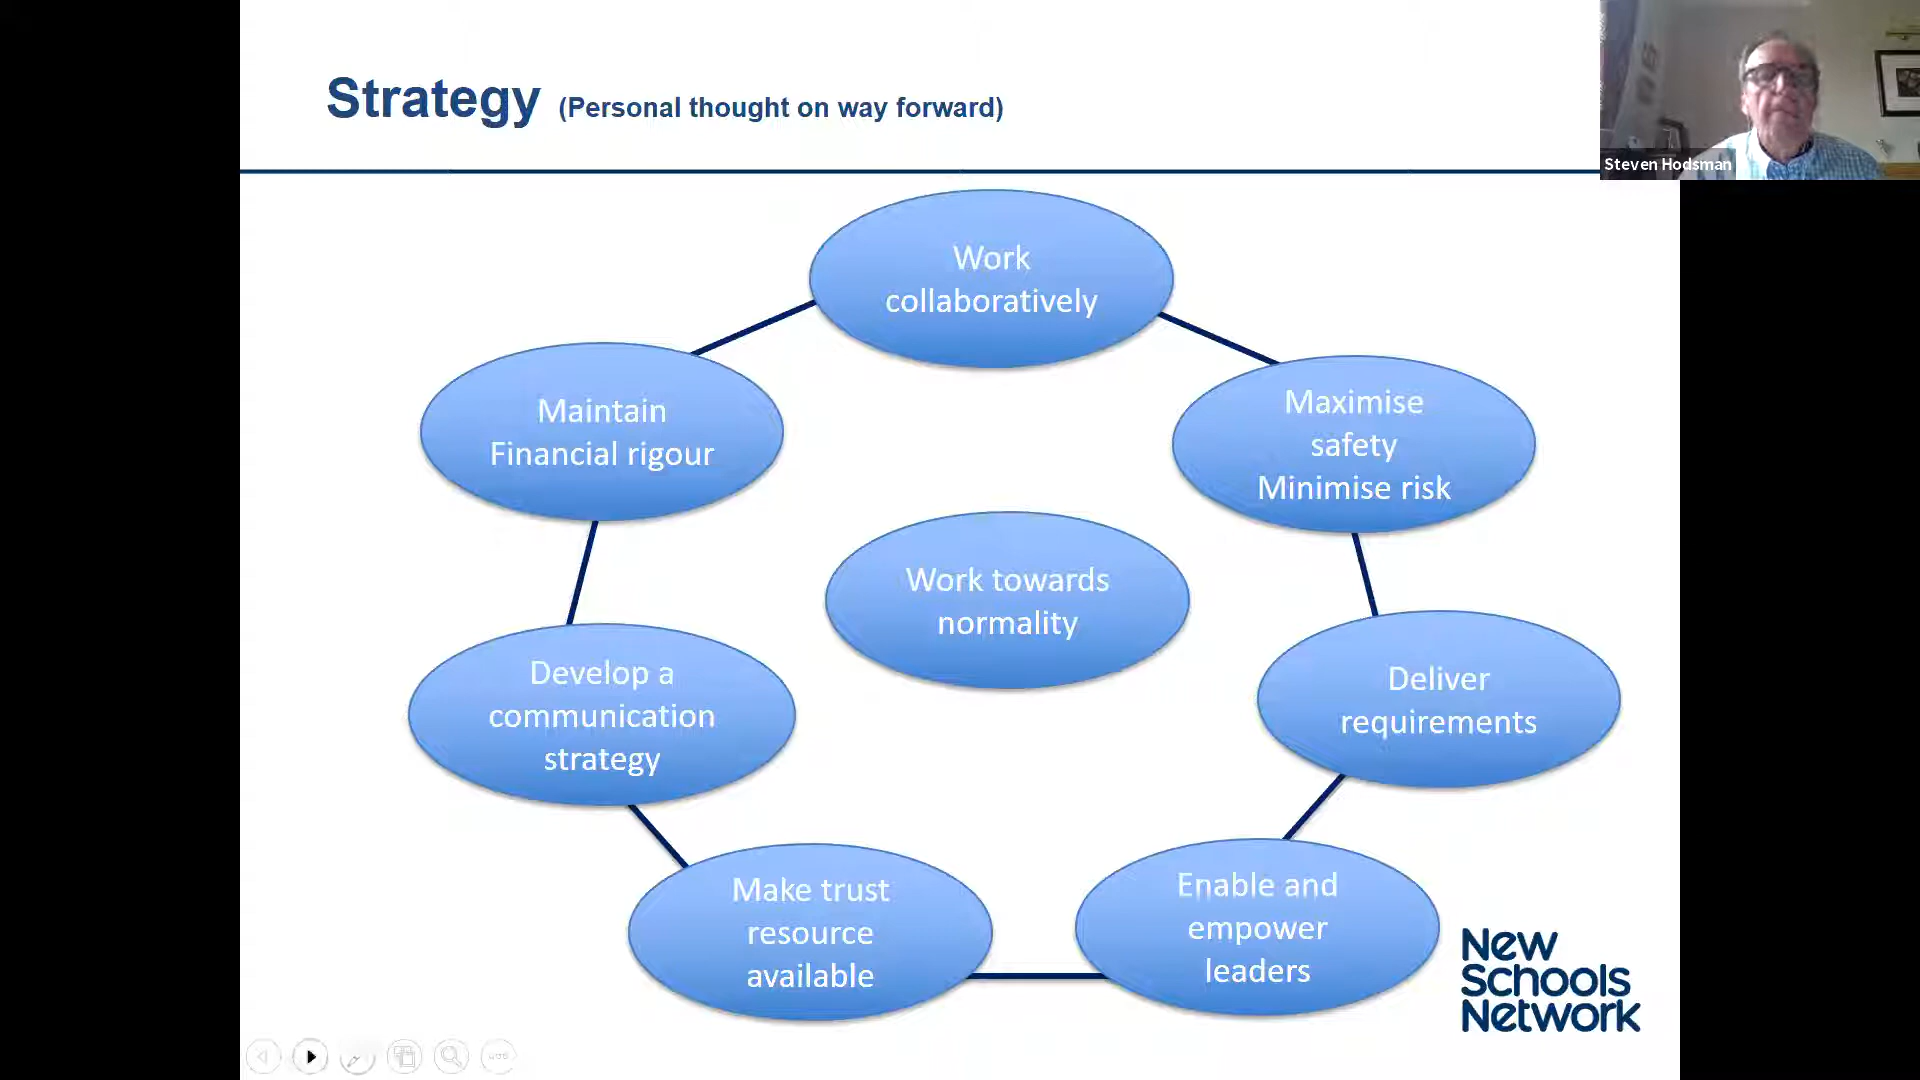 Strategy (Personal thought on way forward)
Steven Hodsman
Work
collaboratively
Maintain
Financial rigour
Maximise
safety
Minimise risk
Work towards
normality
Develop a
communication
strategy
Deliver
requirements
Make trust
resource
available
Enable and
empower
leaders
New
Schools
Network